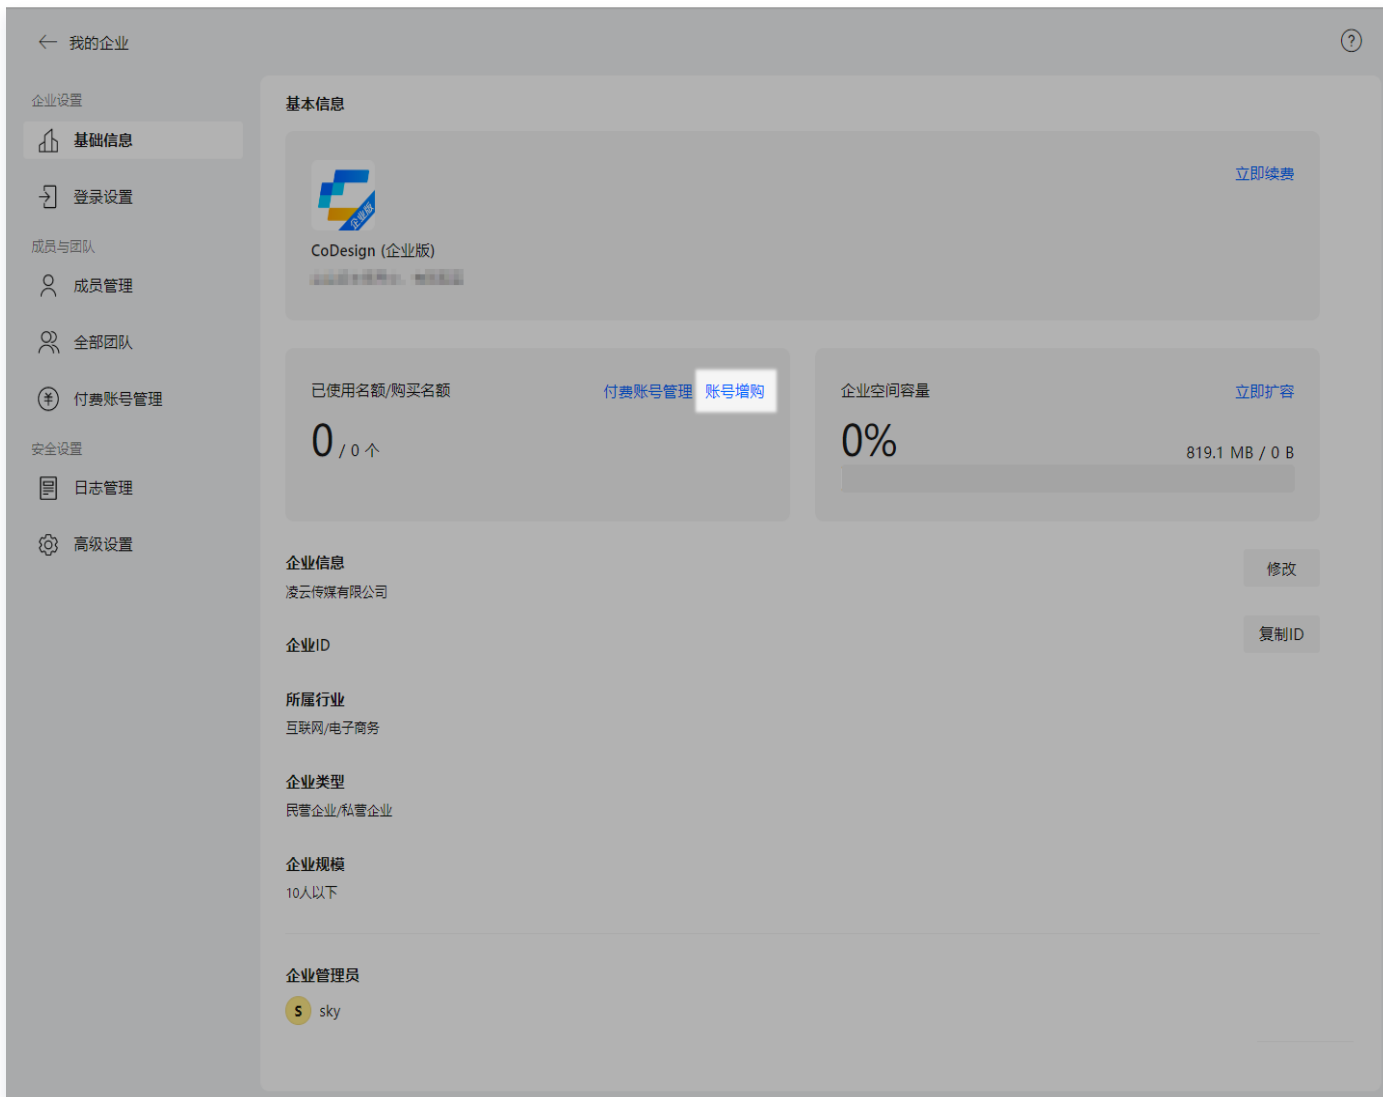 我的企业
?
企业设置
基础信息
登录设置
成员与团队
成员管理
全部团队
付费账号管理
安全设置
日志管理
高级设置
基本信息
企业版
立即续费
CoDesign (企业版)
已使用名额/购买名额
付费账号管理
账号增购
0 / 0 个
企业空间容量
立即扩容
0%
819.1 MB / 0 B
企业信息
修改
凌云传媒有限公司
企业ID
复制ID
所属行业
互联网/电子商务
企业类型
民营企业/私营企业
企业规模
10人以下
企业管理员
S sky